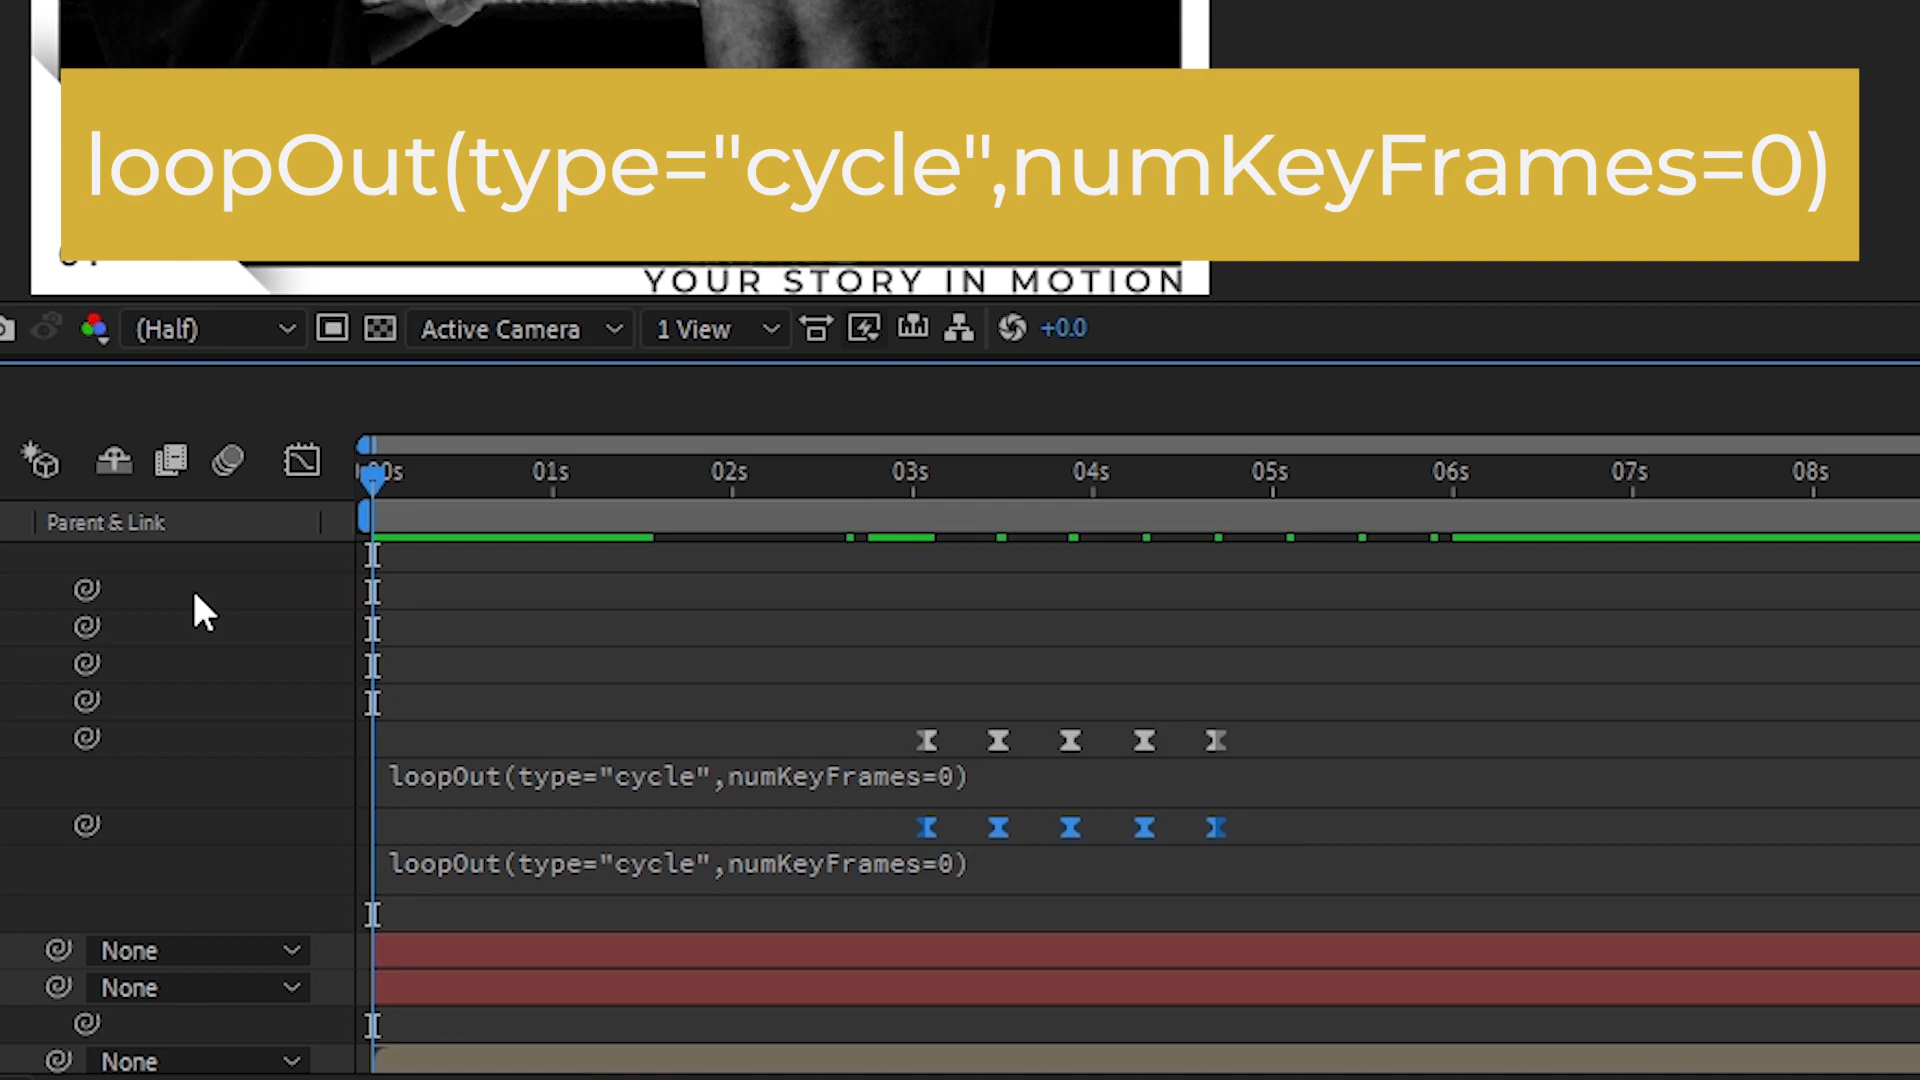 loopOut(type="cycle",numKeyFrames=0)
YOUR STORY IN MOTION
(Half)
Active Camera
1 View
+0.0
00s 01s 02s 03s 04s 05s 06s 07s 08s
Parent & Link
loopOut(type="cycle",numKeyFrames=0)
loopOut(type="cycle",numKeyFrames=0)
None
None
None